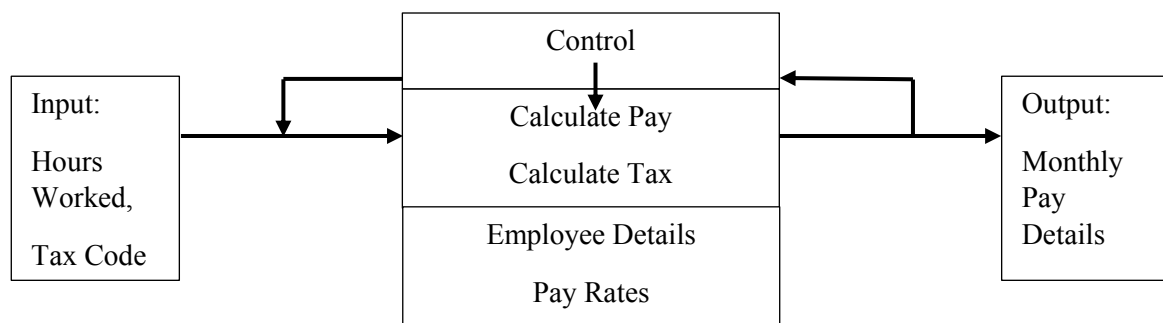 Input:
Hours
Worked,
Tax Code
Control
Calculate Pay
Calculate Tax
Employee Details
Pay Rates
Output:
Monthly
Pay
Details